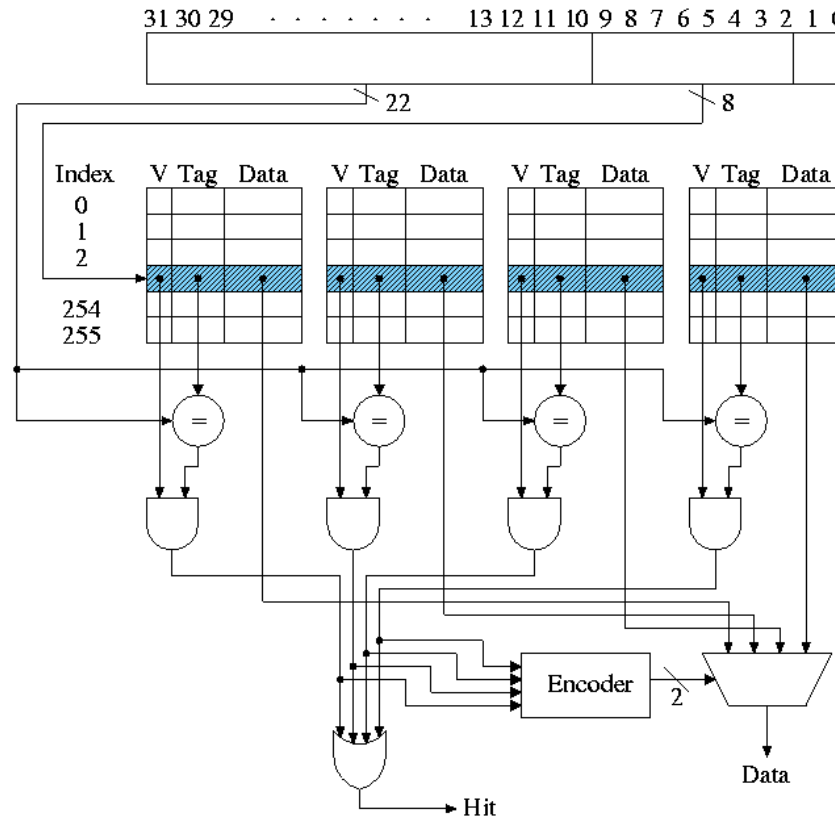 31 30 29 · · · · · · · 13 12 11 10 9 8 7 6 5 4 3 2 1
22 8
Index V Tag Data V Tag Data V Tag Data V Tag Data
0
1
2
254
255
= = = =
Encoder
2
Data
Hit